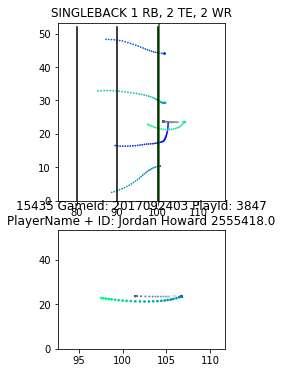 SINGLEBACK 1 RB, 2 TE, 2 WR
50
40
30
20
10
0
80 90 100 110
15435 GameId: 2017092403 PlayId: 3847
PlayerName + ID: Jordan Howard 2555418.0
40
20
0
95 100 105 110